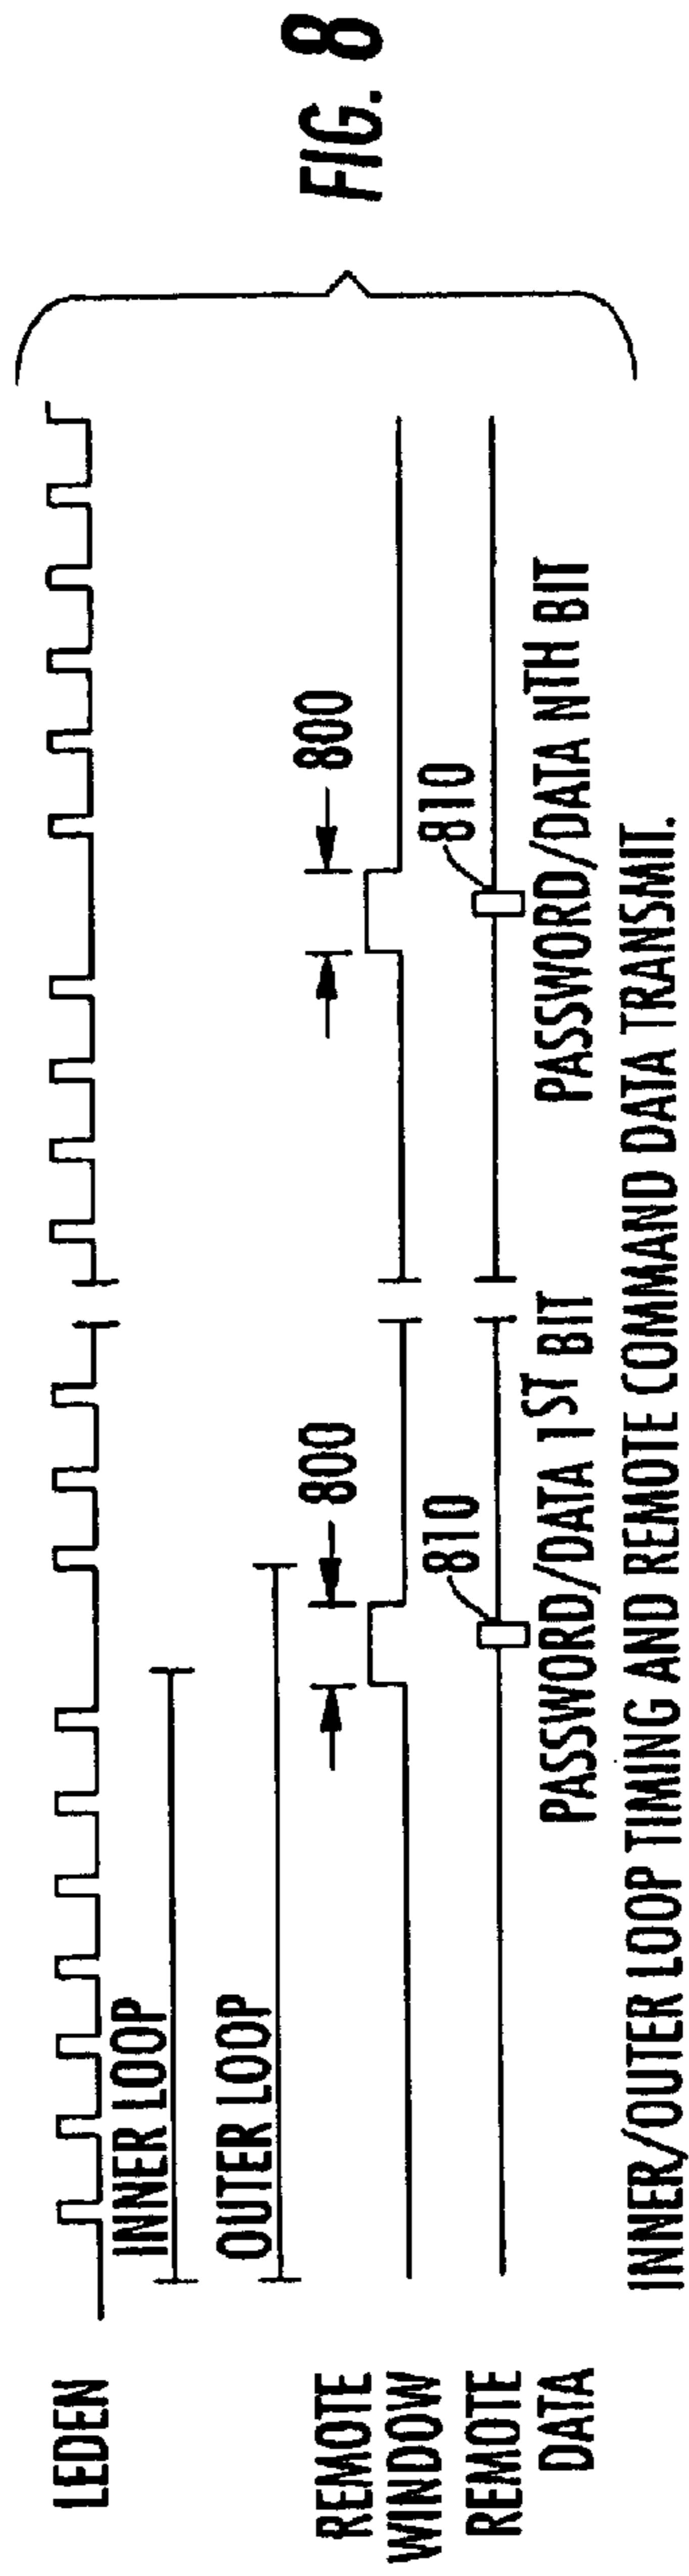 FIG. 8
LEDEN
INNER LOOP
OUTER LOOP
REMOTE
WINDOW
800
800
REMOTE
DATA
810
810
PASSWORD/DATA 1ST BIT
PASSWORD/DATA NTH BIT
INNER/OUTER LOOP TIMING AND REMOTE COMMAND DATA TRANSMIT.